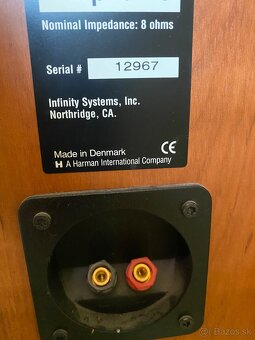 Nominal Impedance: 8 ohms
Serial # 12967
Infinity Systems, Inc.
Northridge, CA.
Made in Denmark
CE
H A Harman International Company
Bazos.sk